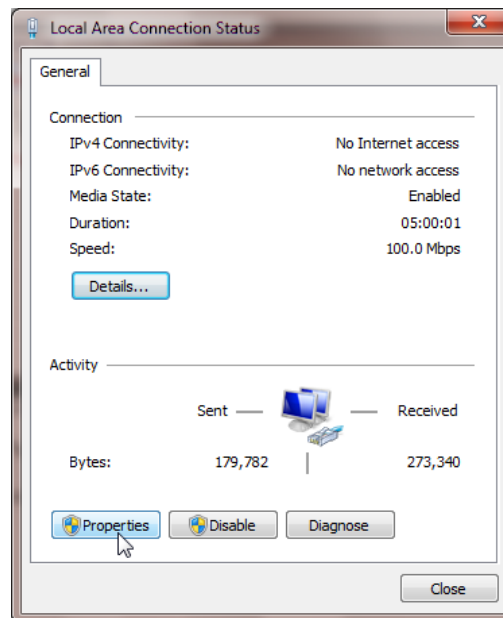 Local Area Connection Status
General
Connection
IPv4 Connectivity: No Internet access
IPv6 Connectivity: No network access
Media State: Enabled
Duration: 05:00:01
Speed: 100.0 Mbps
Details...
Activity
Sent — — Received
Bytes: 179,782 | 273,340
Properties Disable Diagnose
Close